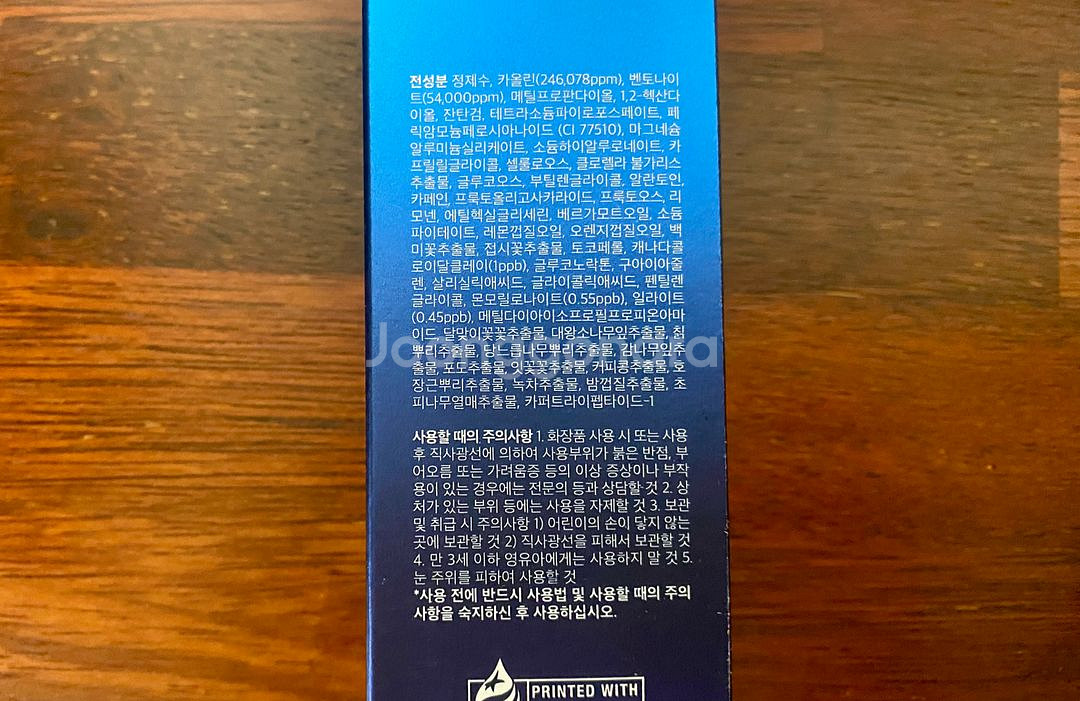 전성분 정제수, 카올린(246,078ppm), 벤토나이
트(54,000ppm), 메틸프로판다이올, 1,2-헥산다
이올, 잔탄검, 테트라소듐파이로포스페이트, 페
릭암모늄페로시아나이드 (CI 77510), 마그네슘
알루미늄실리케이트, 소듐하이알루로네이트, 카
프릴릴글라이콜, 셀룰로오스, 클로렐라 불가리스
추출물, 글루코오스, 부틸렌글라이콜, 알란토인,
카페인, 프룩토올리고사카라이드, 프룩토오스, 리
모넨, 에틸헥실글리세린, 베르가모트오일, 소듐
파이테이트, 레몬껍질오일, 오렌지껍질오일, 백
미꽃추출물, 접시꽃추출물, 토코페롤, 캐나다콜
로이달클레이(1ppb), 글루코노락톤, 구아이아줄
렌, 살리실릭애씨드, 글라이콜릭애씨드, 펜틸렌
글라이콜, 몬모릴로나이트(0.55ppb), 일라이트
(0.45ppb), 메틸다이아이소프로필프로피온아마
이드, 달맞이꽃꽃추출물, 대왕소나무잎추출물, 칡
뿌리추출물, 당느릅나무뿌리추출물, 감나무잎추
출물, 포도추출물, 잇꽃꽃추출물, 커피콩추출물, 호
장근뿌리추출물, 녹차추출물, 밤껍질추출물, 초
피나무열매추출물, 카퍼트라이펩타이드-1
사용할 때의 주의사항 1. 화장품 사용 시 또는 사용
후 직사광선에 의하여 사용부위가 붉은 반점, 부
어오름 또는 가려움증 등의 이상 증상이나 부작
용이 있는 경우에는 전문의 등과 상담할 것 2. 상
처가 있는 부위 등에는 사용을 자제할 것 3. 보관
및 취급 시 주의사항 1) 어린이의 손이 닿지 않는
곳에 보관할 것 2) 직사광선을 피해서 보관할 것
4. 만 3세 이하 영유아에게는 사용하지 말 것 5.
눈 주위를 피하여 사용할 것
*사용 전에 반드시 사용법 및 사용할 때의 주의
사항을 숙지하신 후 사용하십시오.
PRINTED WITH